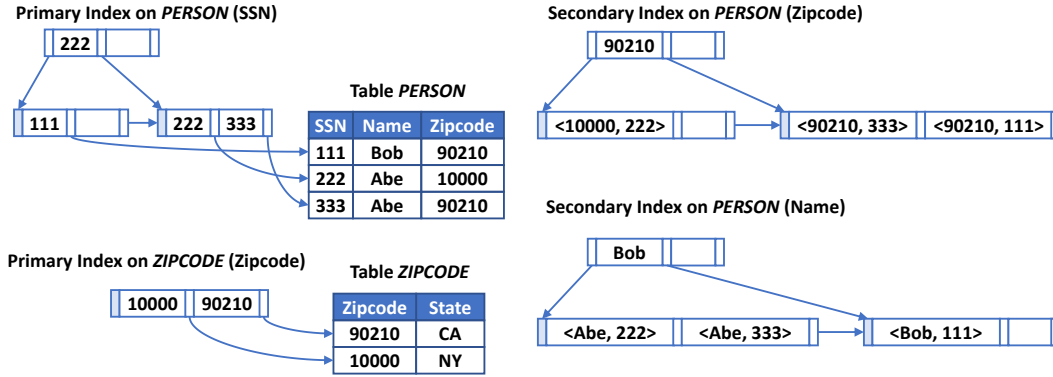 Primary Index on PERSON (SSN)
222
111
222 333
Table PERSON
SSN Name Zipcode
111 Bob 90210
222 Abe 10000
333 Abe 90210
Primary Index on ZIPCODE (Zipcode)
10000 90210
Table ZIPCODE
Zipcode State
90210 CA
10000 NY
Secondary Index on PERSON (Zipcode)
90210
<10000, 222>
<90210, 333> <90210, 111>
Secondary Index on PERSON (Name)
Bob
<Abe, 222> <Abe, 333>
<Bob, 111>